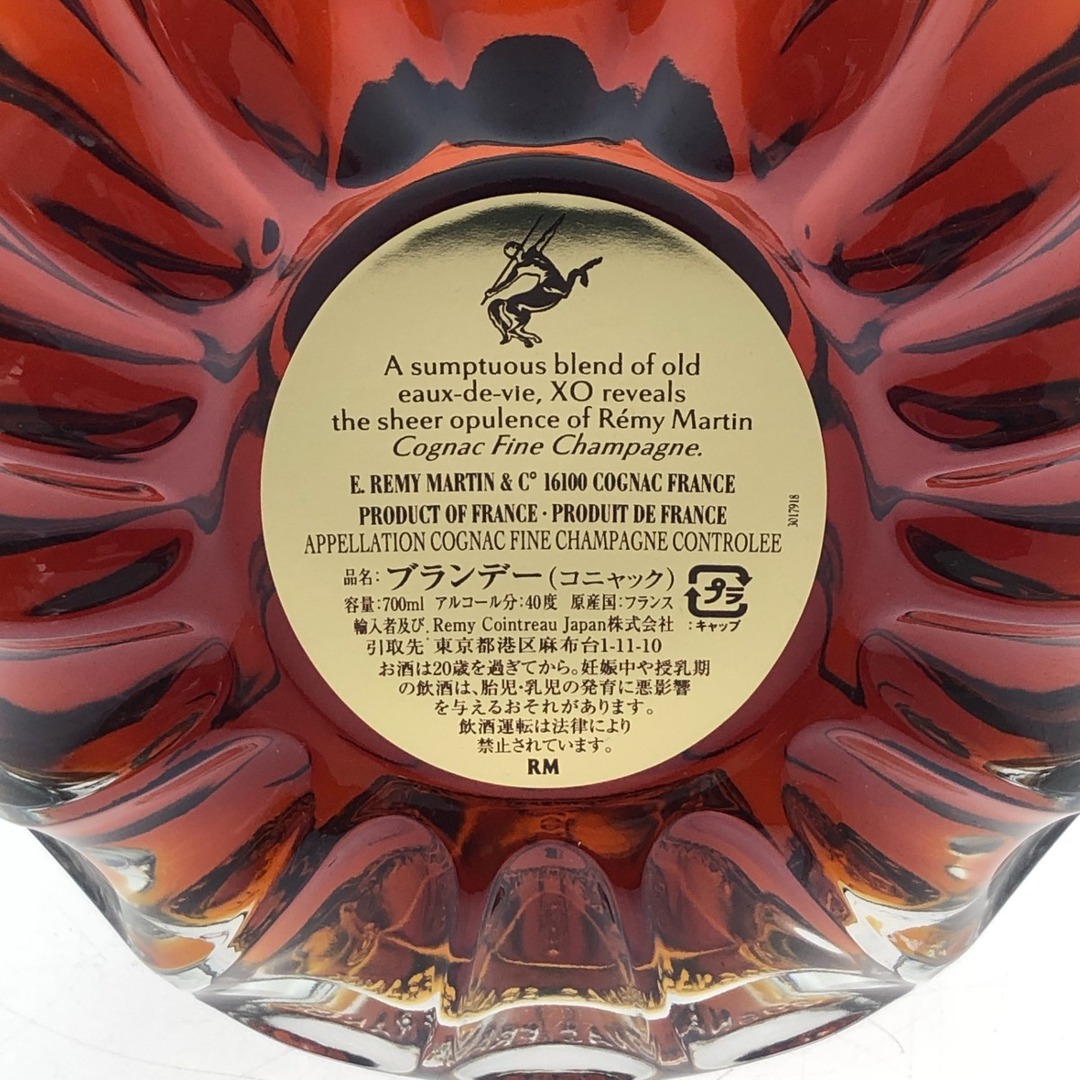 A sumptuous blend of old
eaux-de-vie, XO reveals
the sheer opulence of Rémy Martin
Cognac Fine Champagne.
E. REMY MARTIN & C° 16100 COGNAC FRANCE
PRODUCT OF FRANCE · PRODUIT DE FRANCE
APPELLATION COGNAC FINE CHAMPAGNE CONTROLEE
3017918
品名: ブランデー(コニャック)
プラ
容量:700ml アルコール分:40度 原産国:フランス
輸入者及び, Remy Cointreau Japan株式会社 :キャップ
引取先 東京都港区麻布台1-11-10
お酒は20歳を過ぎてから。妊娠中や授乳期
の飲酒は、胎児・乳児の発育に悪影響
を与えるおそれがあります。
飲酒運転は法律により
禁止されています。
RM